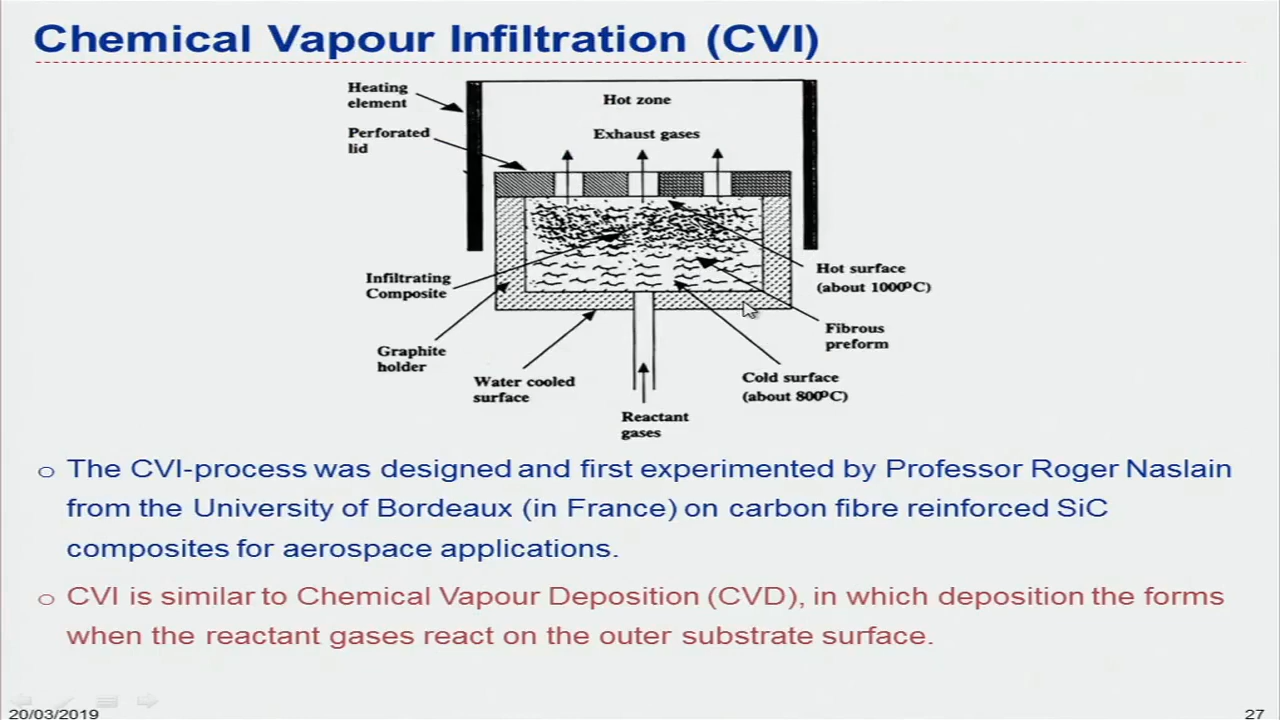 Chemical Vapour Infiltration (CVI)
Heating
element
Hot zone
Perforated
lid
Exhaust gases
Infiltrating
Composite
Hot surface
(about 1000ºC)
Fibrous
preform
Graphite
holder
Water cooled
surface
Cold surface
(about 800ºC)
Reactant
gases
o The CVI-process was designed and first experimented by Professor Roger Naslain
from the University of Bordeaux (in France) on carbon fibre reinforced SiC
composites for aerospace applications.
o CVI is similar to Chemical Vapour Deposition (CVD), in which deposition the forms
when the reactant gases react on the outer substrate surface.
20/03/2019
27